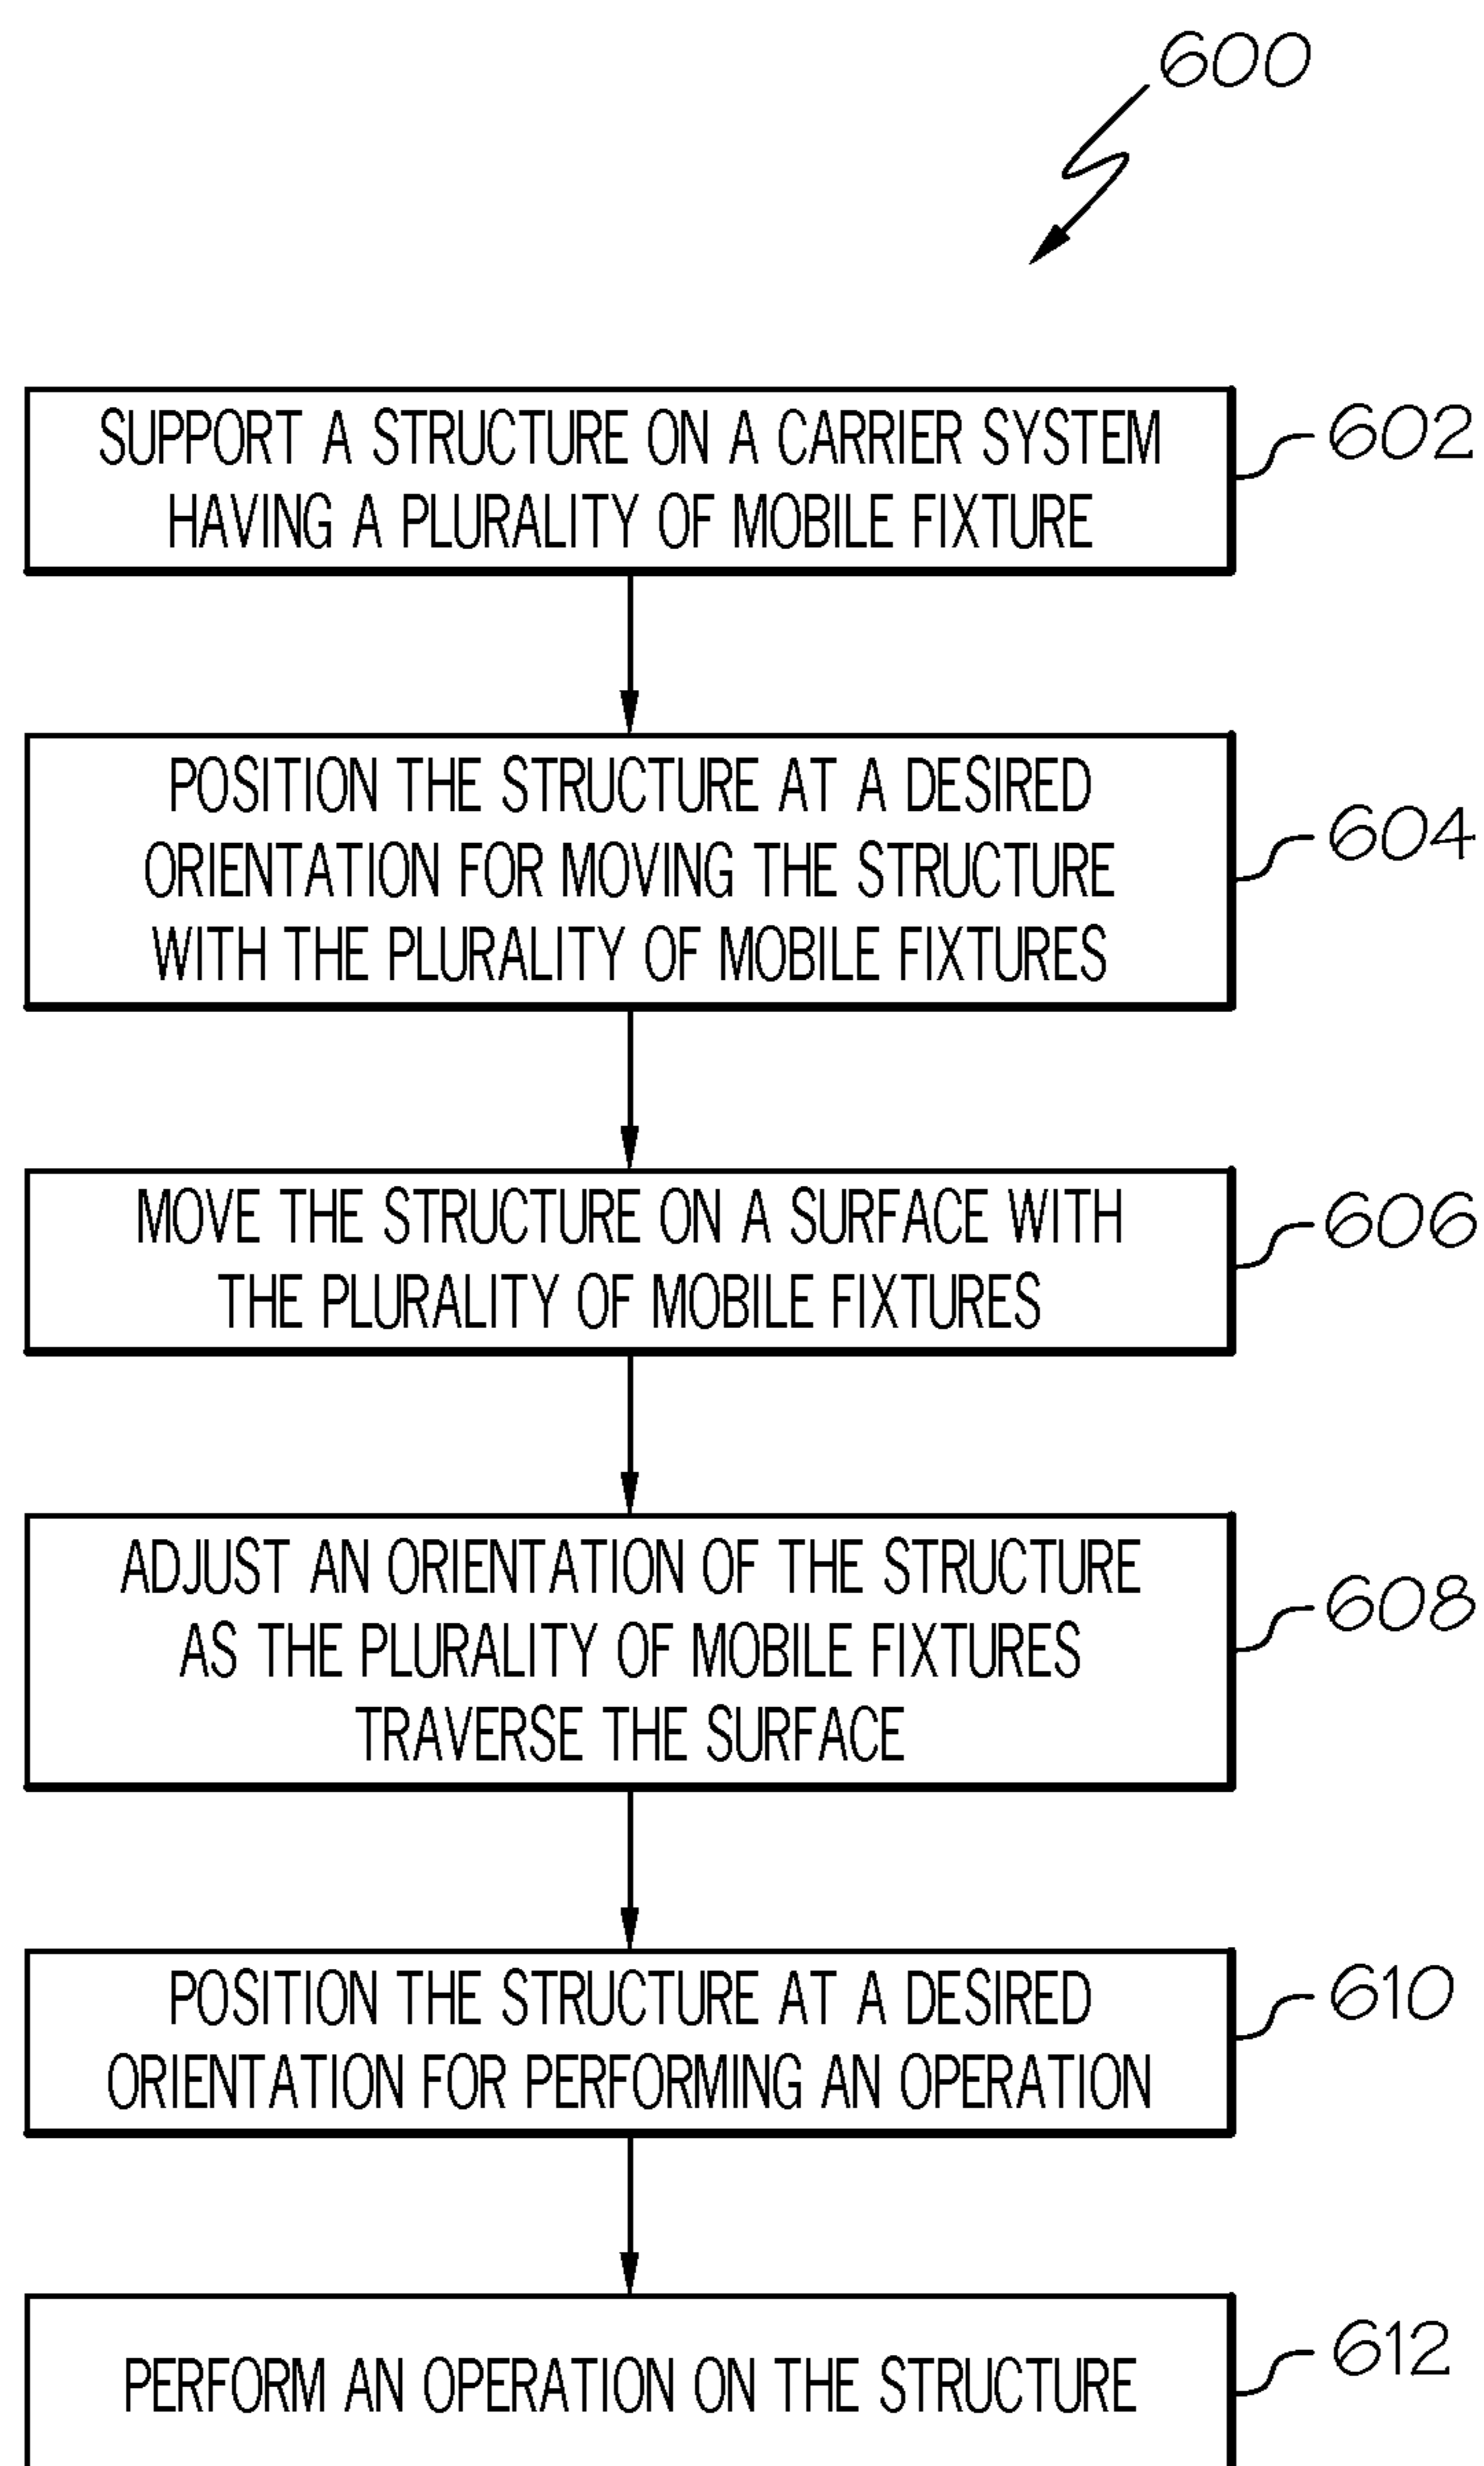 600
SUPPORT A STRUCTURE ON A CARRIER SYSTEM
HAVING A PLURALITY OF MOBILE FIXTURE
602
POSITION THE STRUCTURE AT A DESIRED
ORIENTATION FOR MOVING THE STRUCTURE
WITH THE PLURALITY OF MOBILE FIXTURES
604
MOVE THE STRUCTURE ON A SURFACE WITH
THE PLURALITY OF MOBILE FIXTURES
606
ADJUST AN ORIENTATION OF THE STRUCTURE
AS THE PLURALITY OF MOBILE FIXTURES
TRAVERSE THE SURFACE
608
POSITION THE STRUCTURE AT A DESIRED
ORIENTATION FOR PERFORMING AN OPERATION
610
PERFORM AN OPERATION ON THE STRUCTURE
612